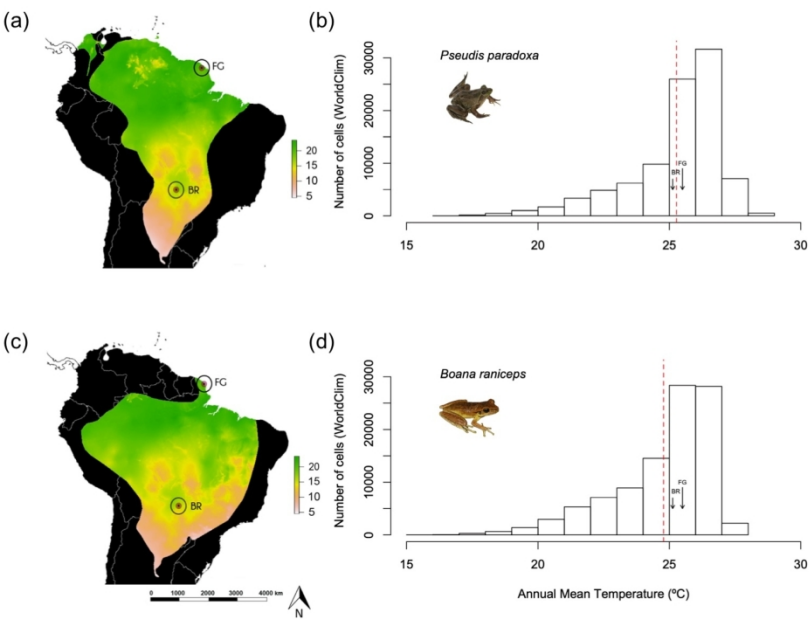 (a)
FG
BR
20
15
10
5
(b)
Pseudis paradoxa
Number of cells (WorldClim)
30000
20000
10000
0
FG
BR
15
20
25
30
(c)
FG
BR
20
15
10
5
0 1000 2000 3000 4000 km
N
(d)
Boana raniceps
Number of cells (WorldClim)
30000
20000
10000
0
FG
BR
15
20
25
30
Annual Mean Temperature (ºC)